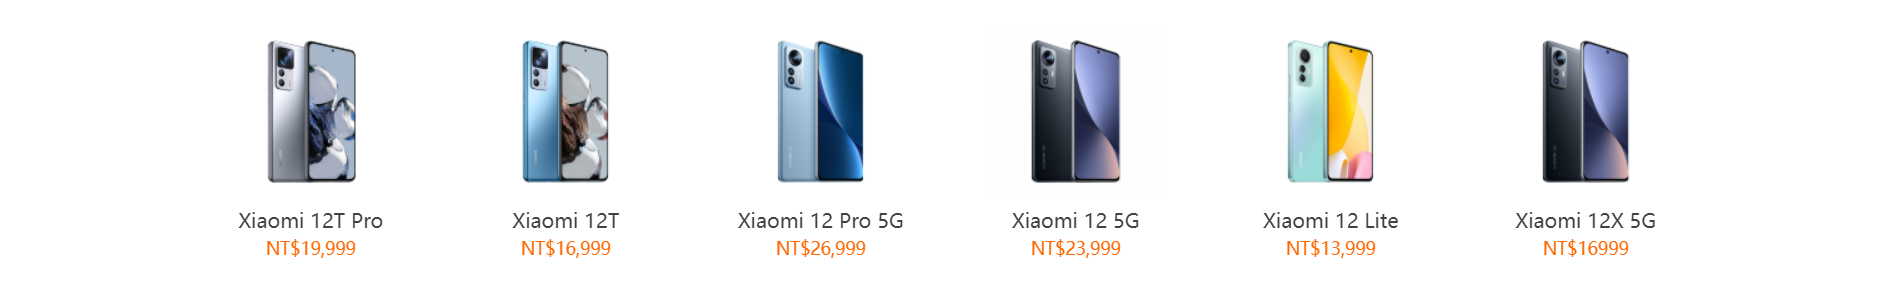 Xiaomi 12T Pro
NT$19,999
Xiaomi 12T
NT$16,999
Xiaomi 12 Pro 5G
NT$26,999
Xiaomi 12 5G
NT$23,999
Xiaomi 12 Lite
NT$13,999
Xiaomi 12X 5G
NT$16999